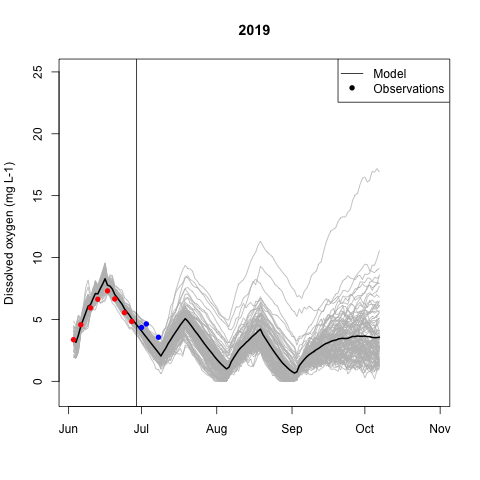 2019
Model
Observations
Dissolved oxygen (mg L-1)
25
20
15
10
5
0
Jun Jul Aug Sep Oct Nov